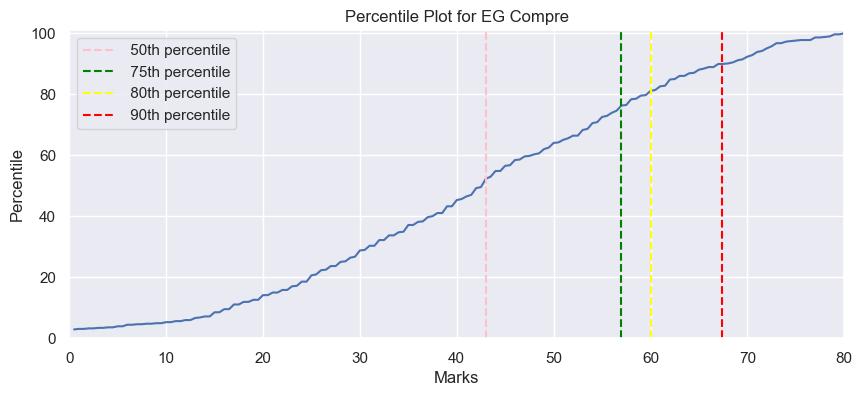 Percentile Plot for EG Compre
50th percentile
75th percentile
80th percentile
90th percentile
Percentile
100
80
60
40
20
0
0 10 20 30 40 50 60 70 80
Marks